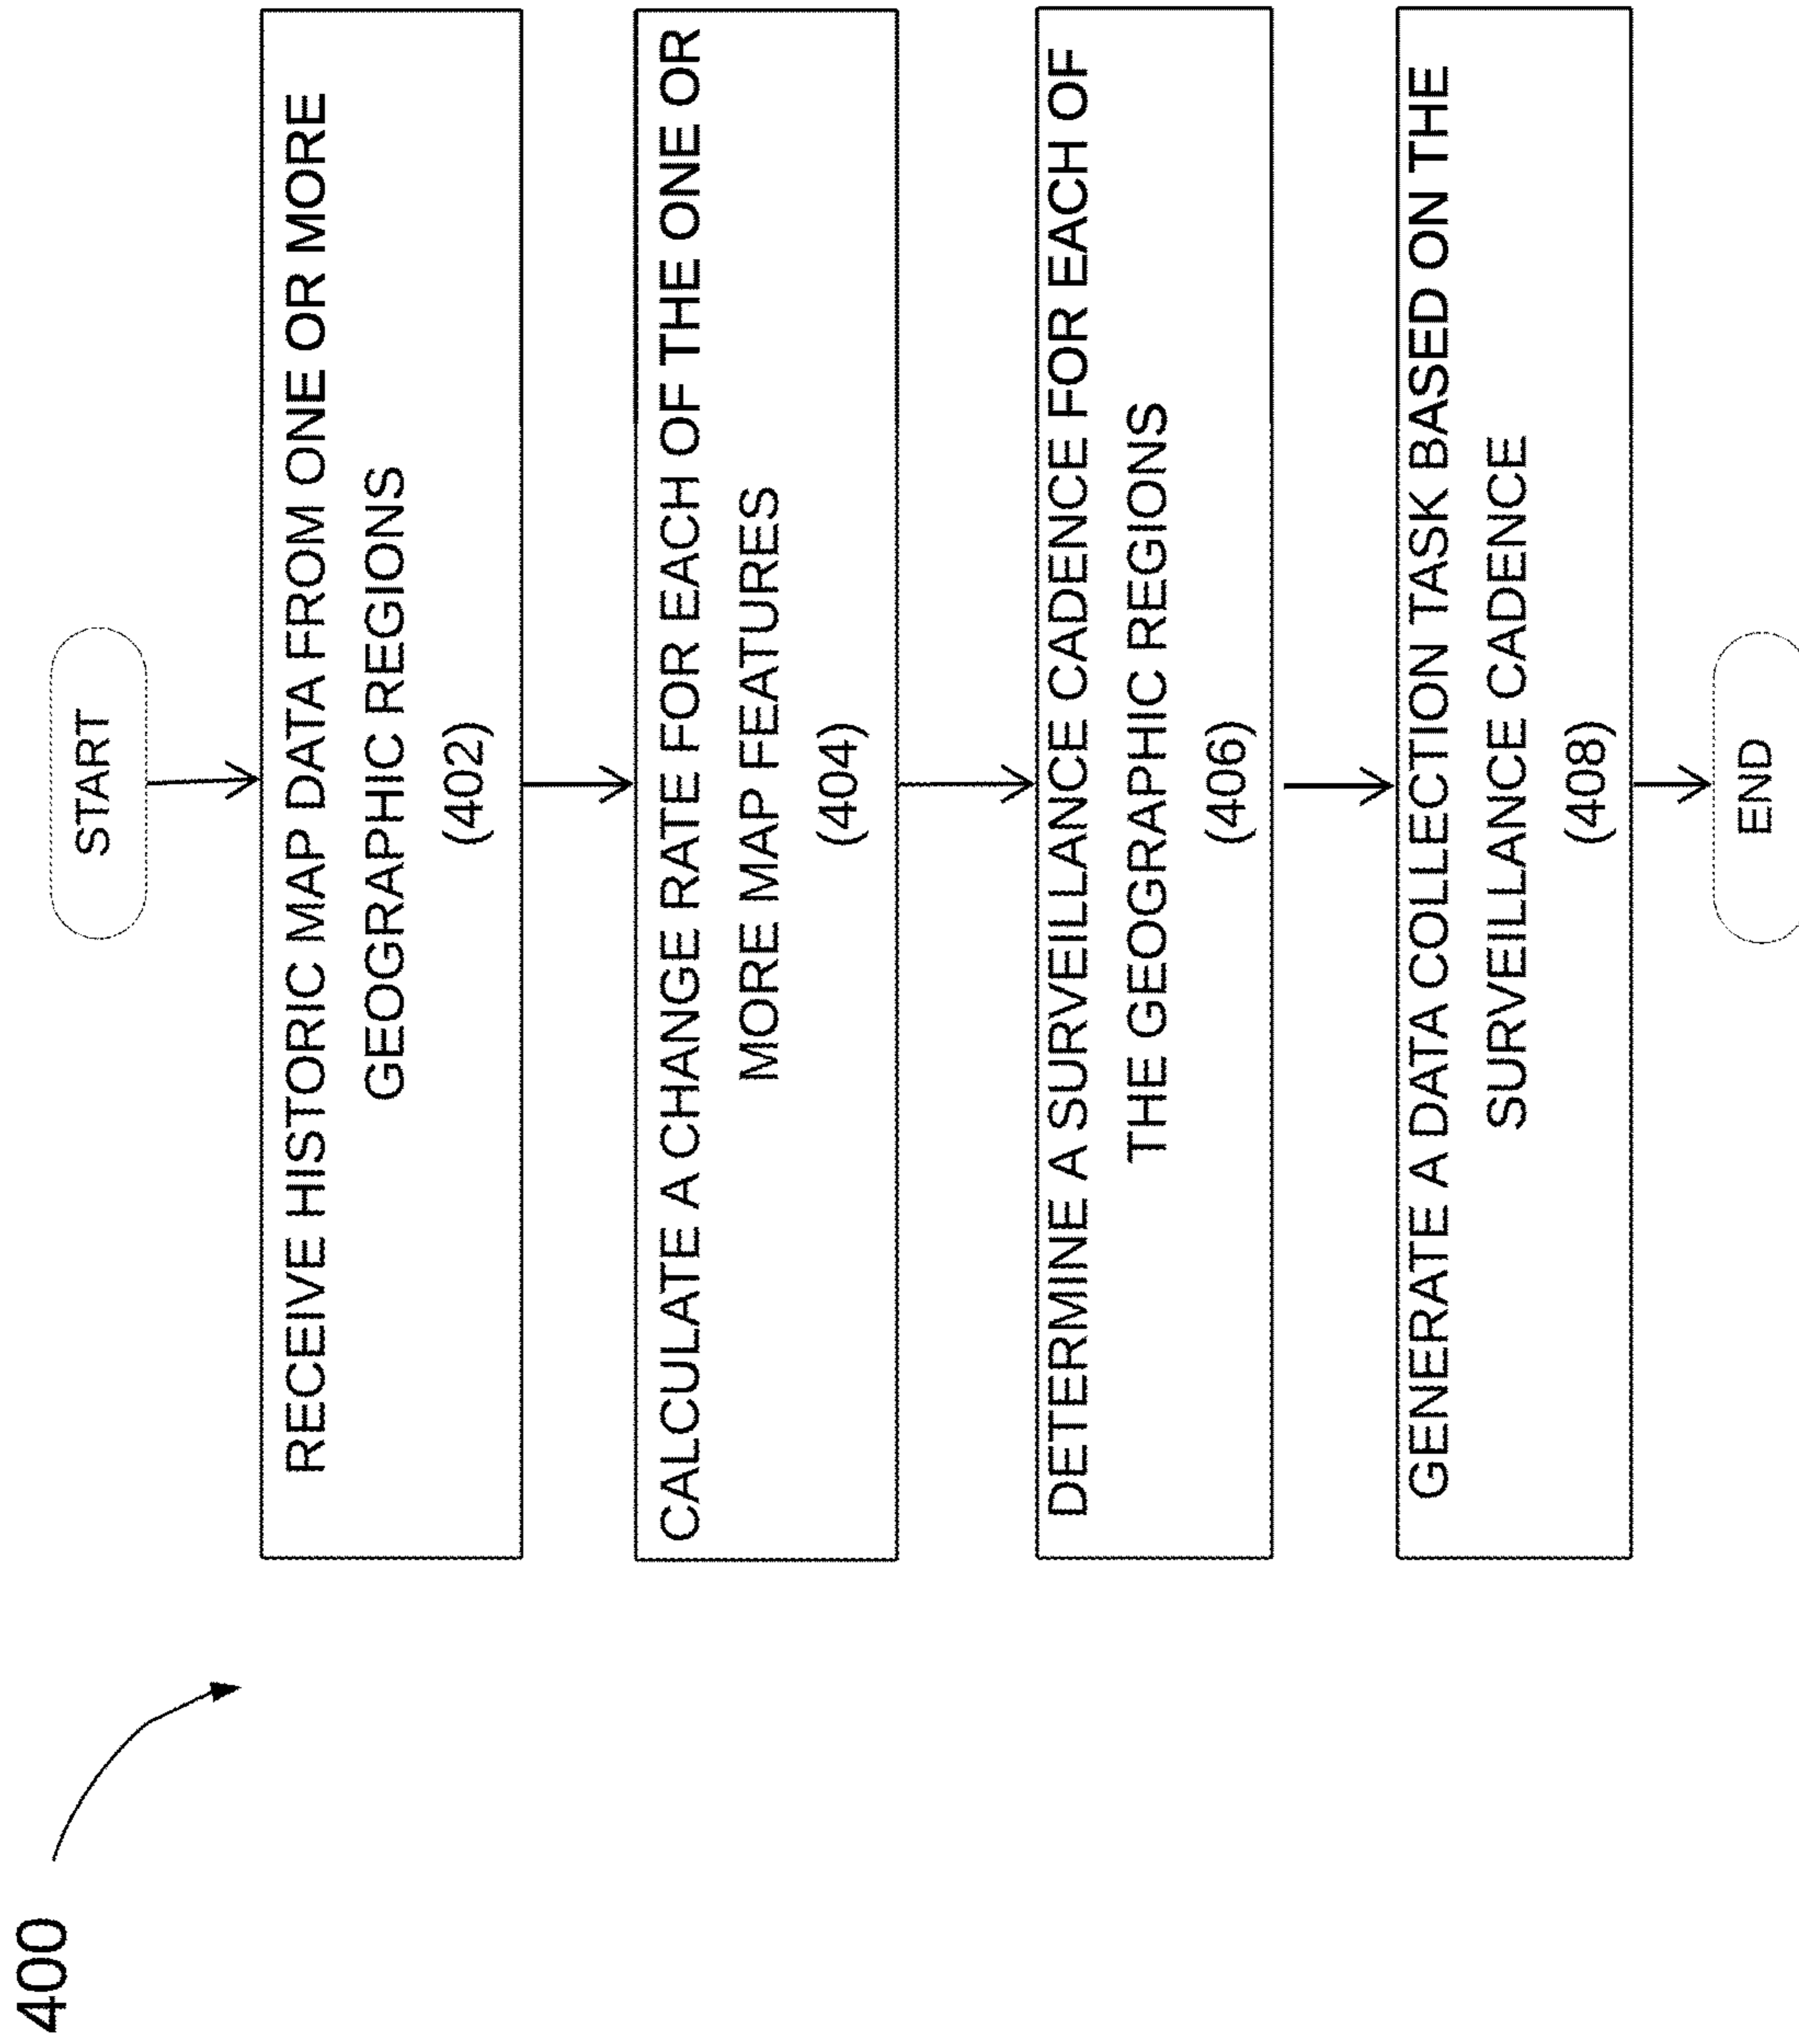 400
START
RECEIVE HISTORIC MAP DATA FROM ONE OR MORE
GEOGRAPHIC REGIONS
(402)
CALCULATE A CHANGE RATE FOR EACH OF THE ONE OR
MORE MAP FEATURES
(404)
DETERMINE A SURVEILLANCE CADENCE FOR EACH OF
THE GEOGRAPHIC REGIONS
(406)
GENERATE A DATA COLLECTION TASK BASED ON THE
SURVEILLANCE CADENCE
(408)
END